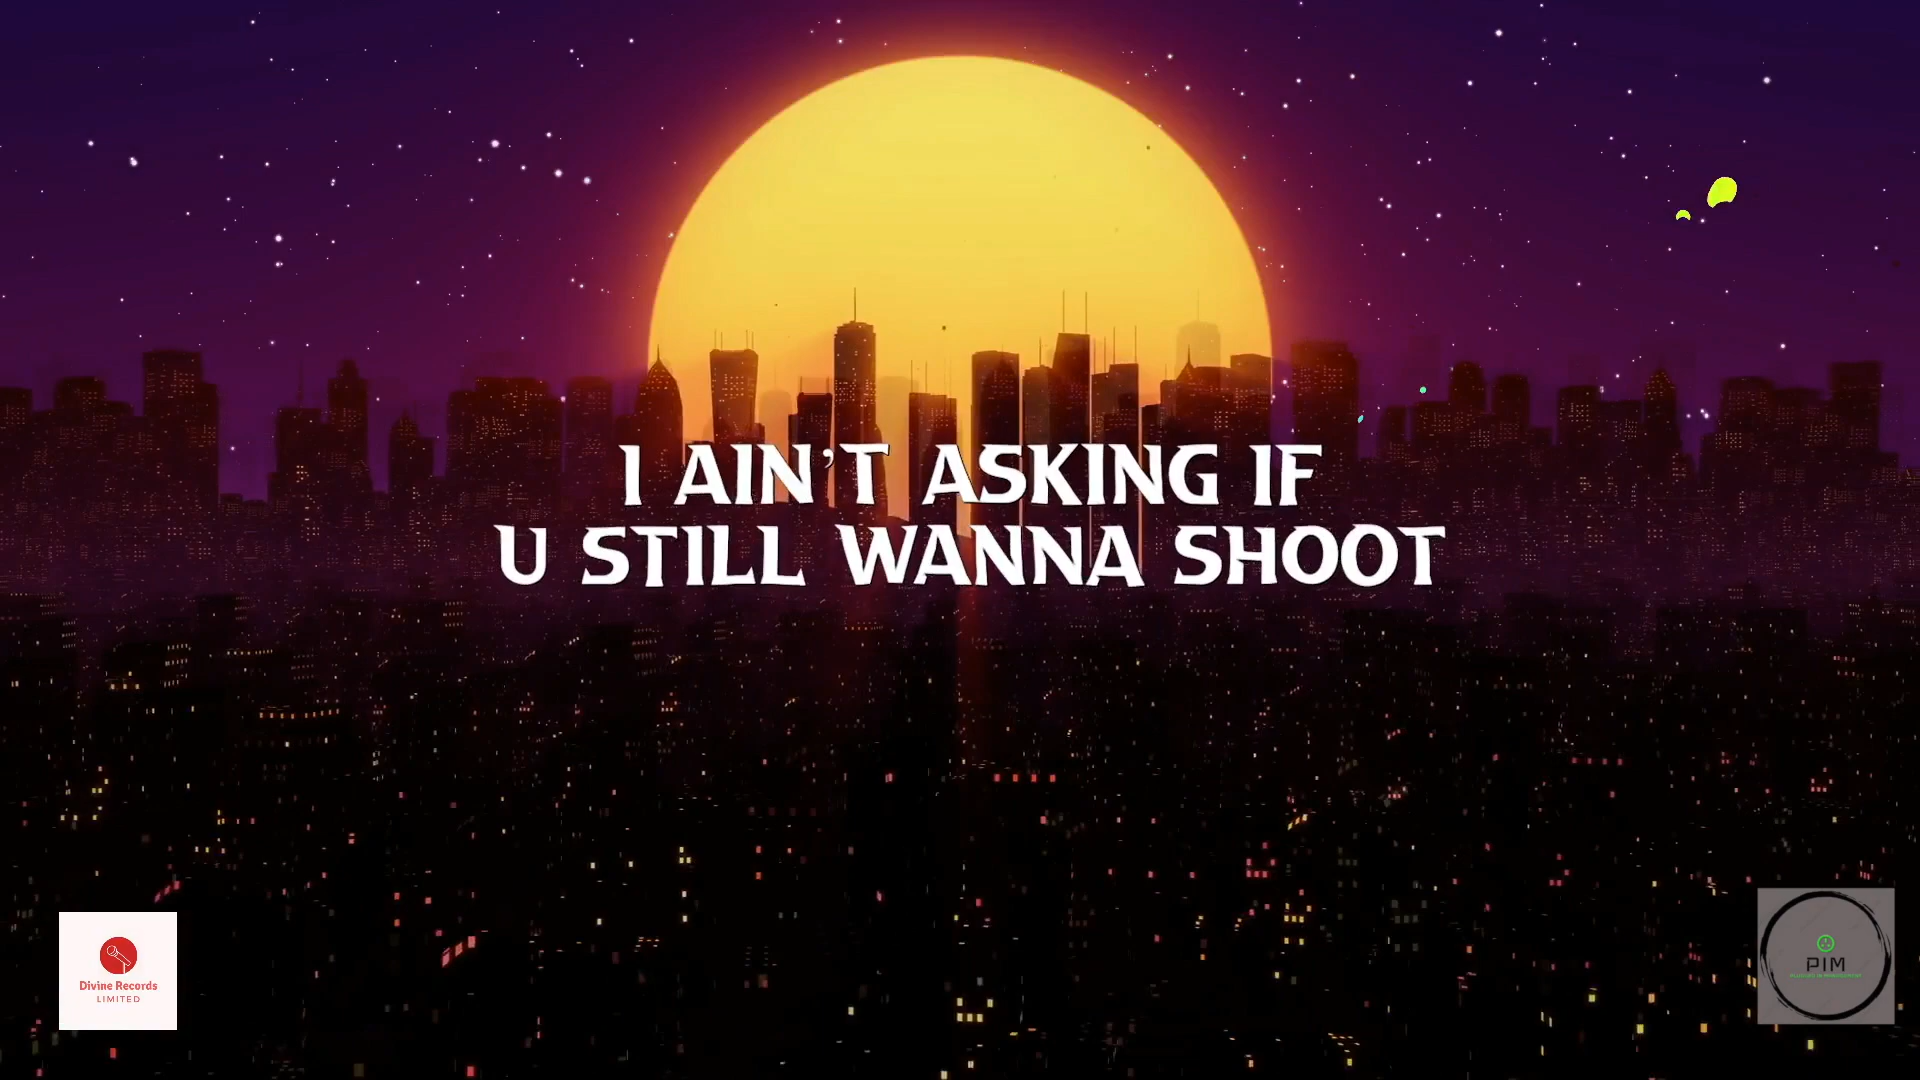 I AIN'T ASKING IF
U STILL WANNA SHOOT
Divine Records
LIMITED
PIM